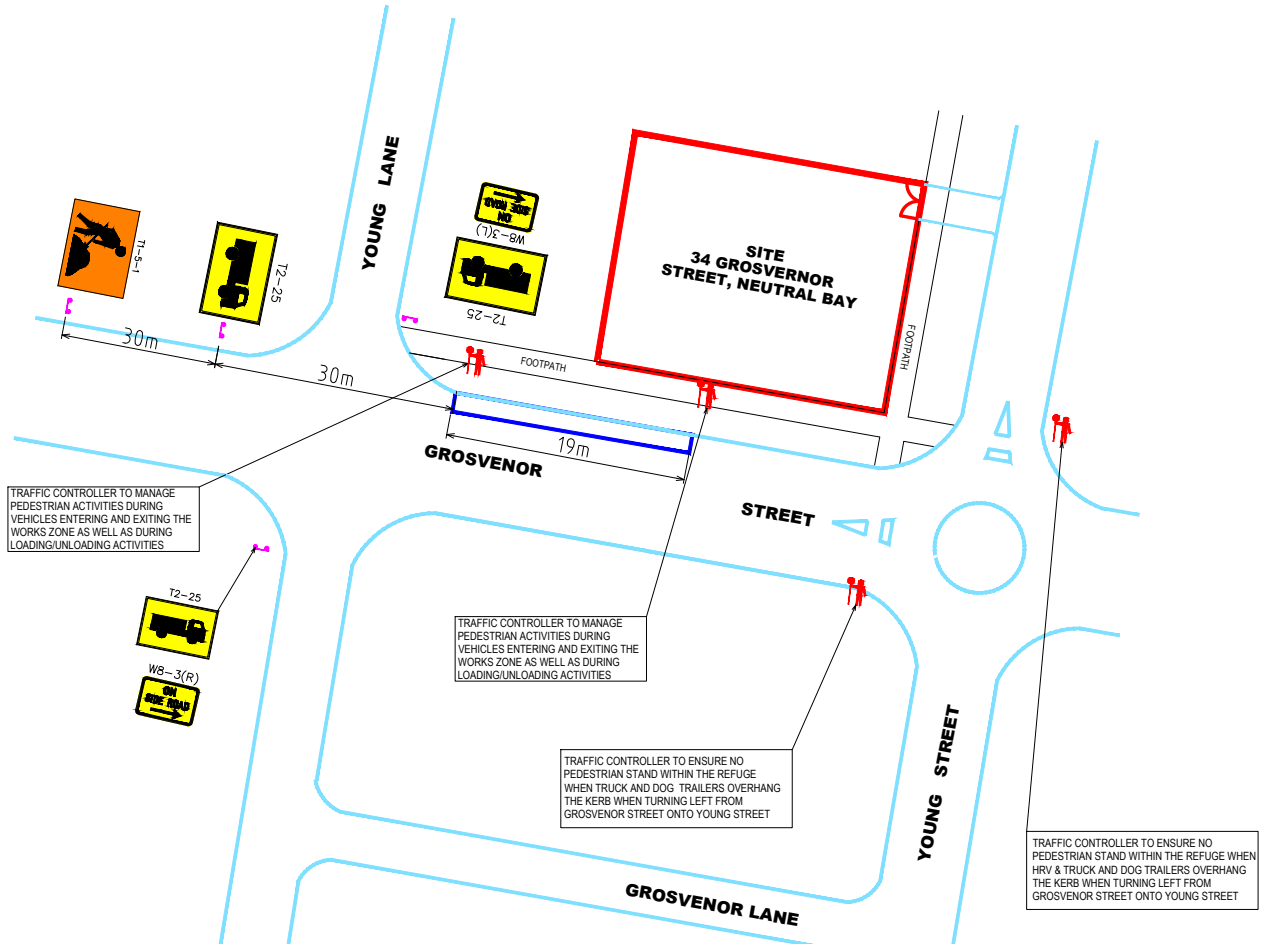 YOUNG LANE
ON
SIDE ROAD
W8-3(L)
T2-25
T1-5-1
T2-25
30m
30m
SITE
34 GROSVERNOR
STREET, NEUTRAL BAY
FOOTPATH
FOOTPATH
19m
GROSVENOR
STREET
TRAFFIC CONTROLLER TO MANAGE
PEDESTRIAN ACTIVITIES DURING
VEHICLES ENTERING AND EXITING THE
WORKS ZONE AS WELL AS DURING
LOADING/UNLOADING ACTIVITIES
T2-25
W8-3(R)
ON
SIDE ROAD
TRAFFIC CONTROLLER TO MANAGE
PEDESTRIAN ACTIVITIES DURING
VEHICLES ENTERING AND EXITING THE
WORKS ZONE AS WELL AS DURING
LOADING/UNLOADING ACTIVITIES
TRAFFIC CONTROLLER TO ENSURE NO
PEDESTRIAN STAND WITHIN THE REFUGE
WHEN TRUCK AND DOG TRAILERS OVERHANG
THE KERB WHEN TURNING LEFT FROM
GROSVENOR STREET ONTO YOUNG STREET
YOUNG STREET
TRAFFIC CONTROLLER TO ENSURE NO
PEDESTRIAN STAND WITHIN THE REFUGE WHEN
HRV & TRUCK AND DOG TRAILERS OVERHANG
THE KERB WHEN TURNING LEFT FROM
GROSVENOR STREET ONTO YOUNG STREET
GROSVENOR LANE